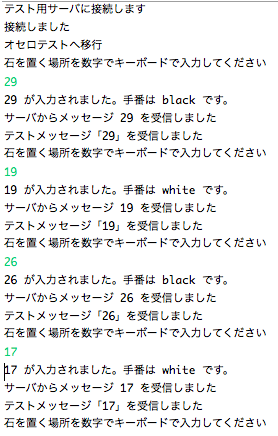 テスト用サーバに接続します
接続しました
オセロテストへ移行
石を置く場所を数字でキーボードで入力してください
29
29 が入力されました。手番は black です。
サーバからメッセージ 29 を受信しました
テストメッセージ「29」を受信しました
石を置く場所を数字でキーボードで入力してください
19
19 が入力されました。手番は white です。
サーバからメッセージ 19 を受信しました
テストメッセージ「19」を受信しました
石を置く場所を数字でキーボードで入力してください
26
26 が入力されました。手番は black です。
サーバからメッセージ 26 を受信しました
テストメッセージ「26」を受信しました
石を置く場所を数字でキーボードで入力してください
17
17 が入力されました。手番は white です。
サーバからメッセージ 17 を受信しました
テストメッセージ「17」を受信しました
石を置く場所を数字でキーボードで入力してください